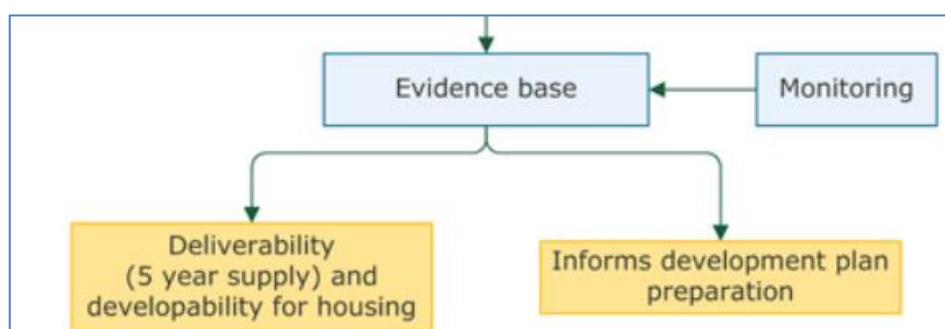 Evidence base
Monitoring
Deliverability
(5 year supply) and
developability for housing
Informs development plan
preparation